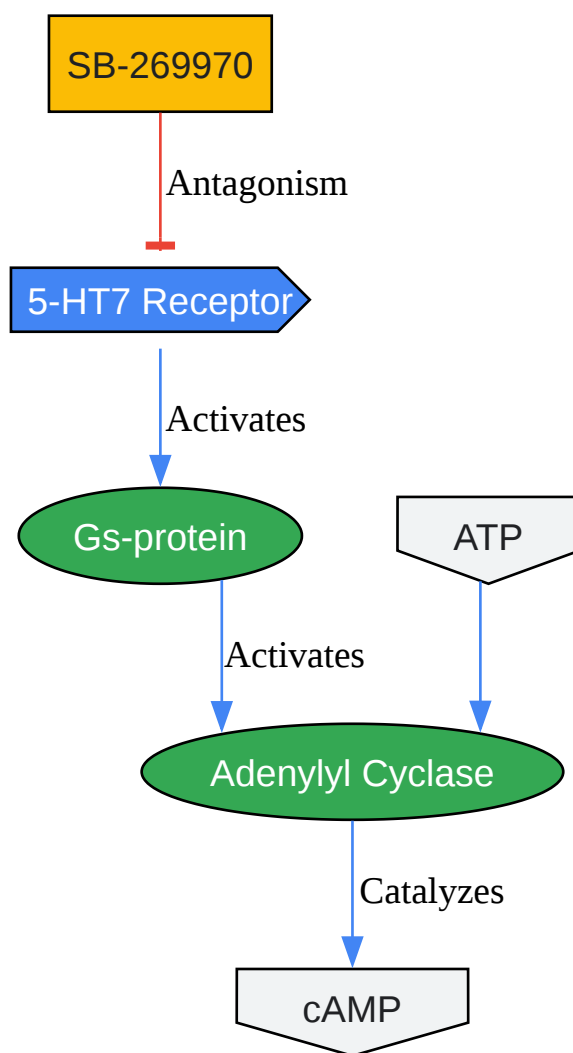 SB-269970
Antagonism
5-HT7 Receptor
Activates
Gs-protein
ATP
Activates
Adenylyl Cyclase
Catalyzes
cAMP